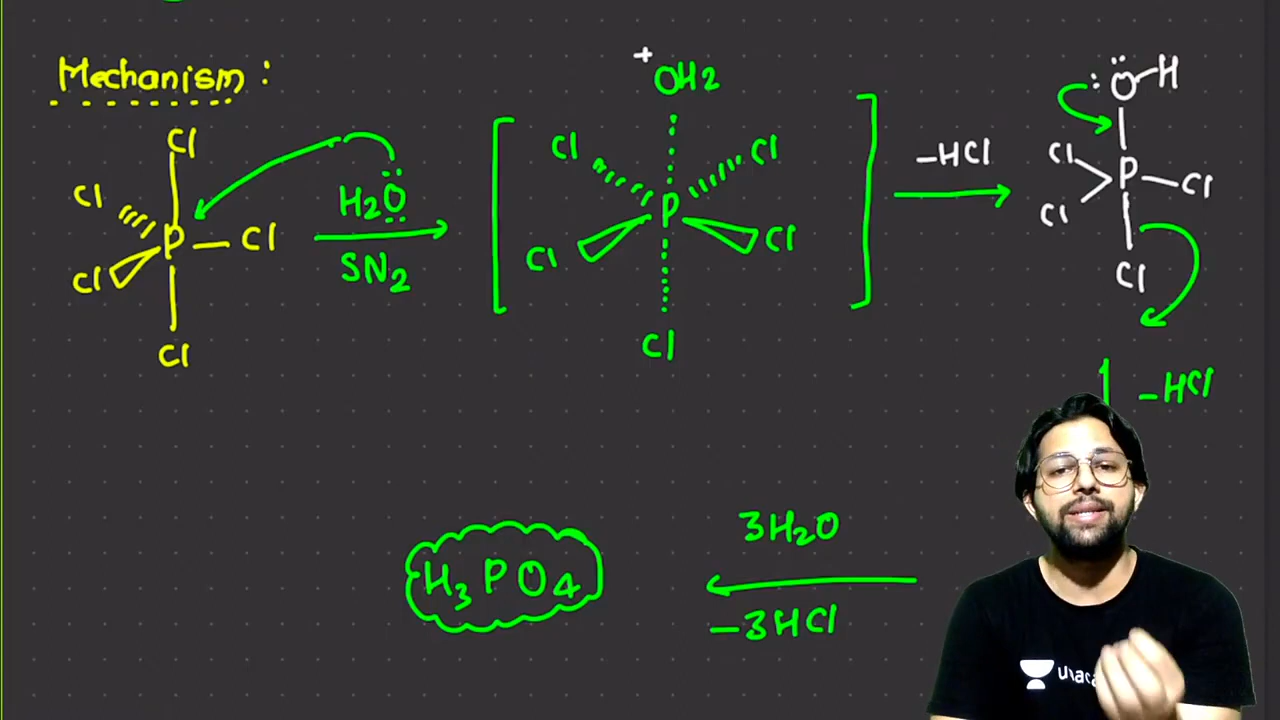 Mechanism :
Cl
Cl
P
Cl
Cl
Cl
H2O
SN2
+
OH2
Cl
Cl
P
Cl
Cl
Cl
–HCl
:O–H
Cl
P
Cl
Cl
Cl
–HCl
3H2O
–3HCl
H3PO4